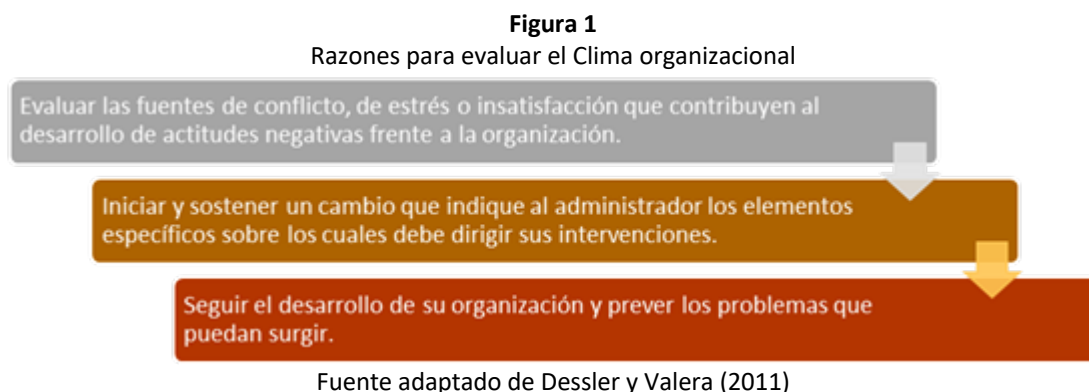 Figura 1
Razones para evaluar el Clima organizacional
Evaluar las fuentes de conflicto, de estrés o insatisfacción que contribuyen al
desarrollo de actitudes negativas frente a la organización.
Iniciar y sostener un cambio que indique al administrador los elementos
específicos sobre los cuales debe dirigir sus intervenciones.
Seguir el desarrollo de su organización y prever los problemas que
puedan surgir.
Fuente adaptado de Dessler y Valera (2011)